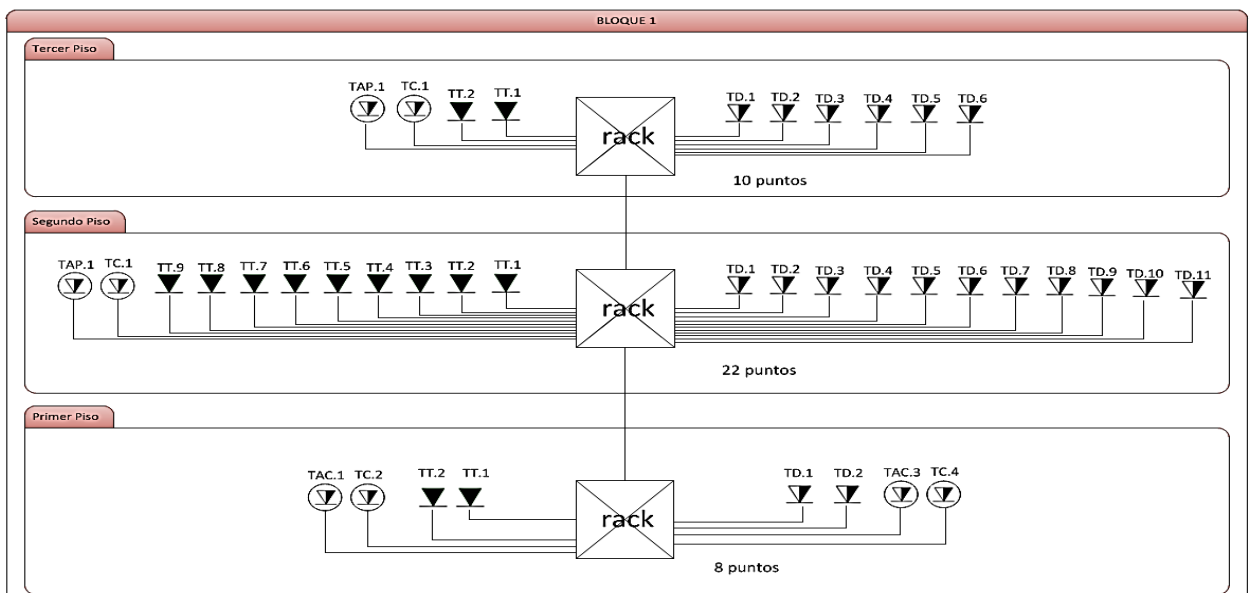 BLOQUE 1
Tercer Piso
TAP.1 TC.1 TT.2 TT.1 TD.1 TD.2 TD.3 TD.4 TD.5 TD.6
rack
10 puntos
Segundo Piso
TAP.1 TC.1 TT.9 TT.8 TT.7 TT.6 TT.5 TT.4 TT.3 TT.2 TT.1 TD.1 TD.2 TD.3 TD.4 TD.5 TD.6 TD.7 TD.8 TD.9 TD.10 TD.11
rack
22 puntos
Primer Piso
TAC.1 TC.2 TT.2 TT.1 TD.1 TD.2 TAC.3 TC.4
rack
8 puntos